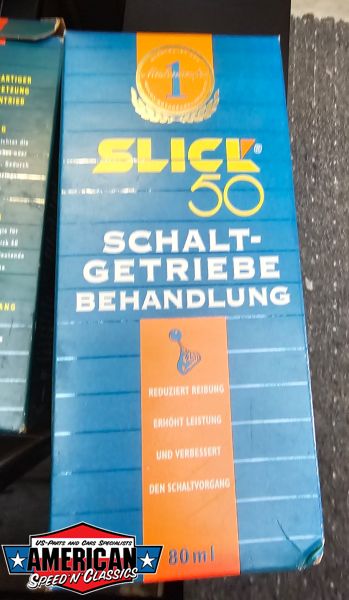 1
SLICK®
50
SCHALT-
GETRIEBE
BEHANDLUNG
REDUZIERT REIBUNG
ERHÖHT LEISTUNG
UND VERBESSERT
DEN SCHALTVORGANG
80 ml
US-PARTS AND CARS SPECIALISTS
AMERICAN
SPEED N' CLASSICS